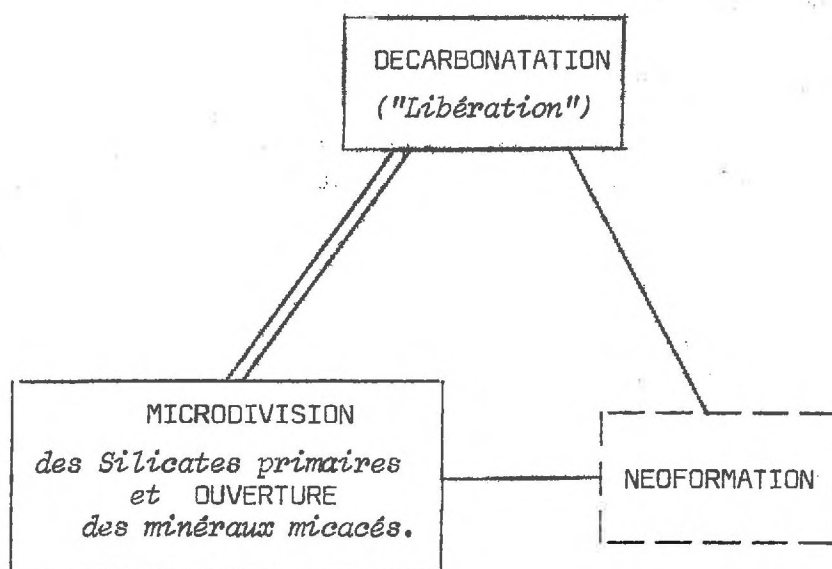 DECARBONATATION
("Libération")
MICRODIVISION
des Silicates primaires
et OUVERTURE
des minéraux micacés.
NEOFORMATION